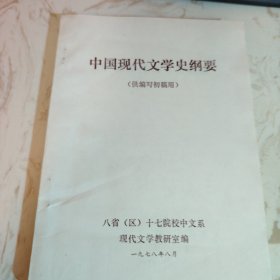 中国现代文学史纲要
（供编写初稿用）
八省（区）十七院校中文系
现代文学教研室编
一九七八年八月